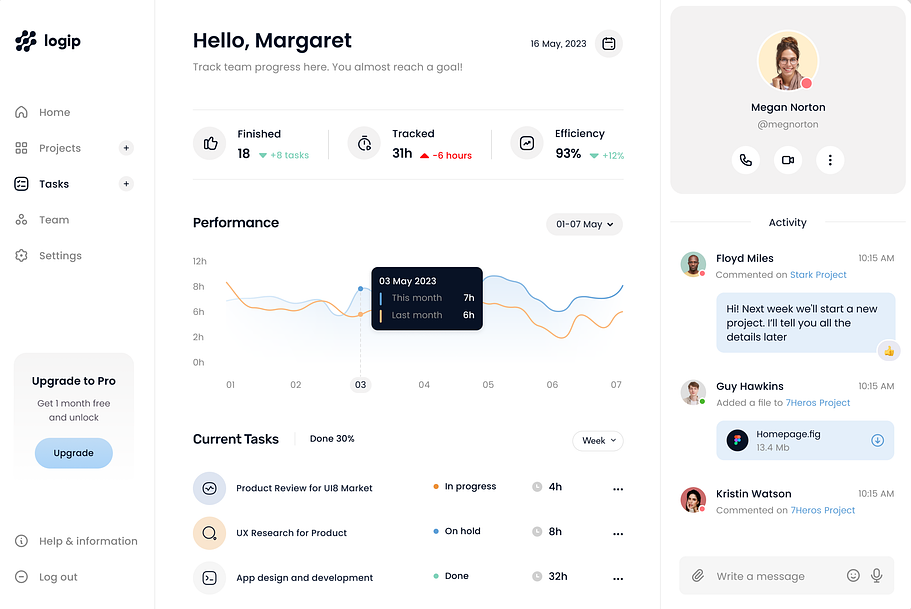 logip
Home
Projects
+
Tasks
+
Team
Settings
Upgrade to Pro
Get 1 month free
and unlock
Upgrade
Help & information
Log out
Hello, Margaret
Track team progress here. You almost reach a goal!
16 May, 2023
Finished
18
+8 tasks
Tracked
31h
-6 hours
Efficiency
93%
+12%
Performance
01-07 May
12h
8h
6h
2h
0h
03 May 2023
This month 7h
Last month 6h
01 02 03 04 05 06 07
Current Tasks
Done 30%
Week
Product Review for UI8 Market
In progress
4h
UX Research for Product
On hold
8h
App design and development
Done
32h
Megan Norton
@megnorton
Activity
Floyd Miles
10:15 AM
Commented on Stark Project
Hi! Next week we'll start a new
project. I'll tell you all the
details later
Guy Hawkins
10:15 AM
Added a file to 7Heros Project
Homepage.fig
13.4 Mb
Kristin Watson
10:15 AM
Commented on 7Heros Project
Write a message